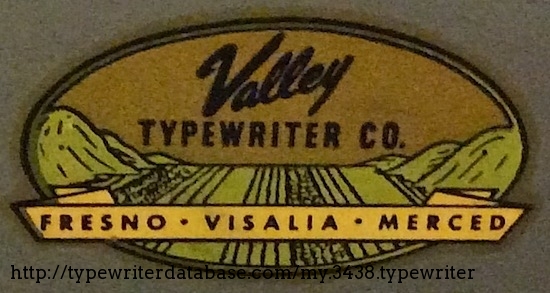 Valley
TYPEWRITER CO.
FRESNO · VISALIA · MERCED
http://typewriterdatabase.com/my.3438.typewriter